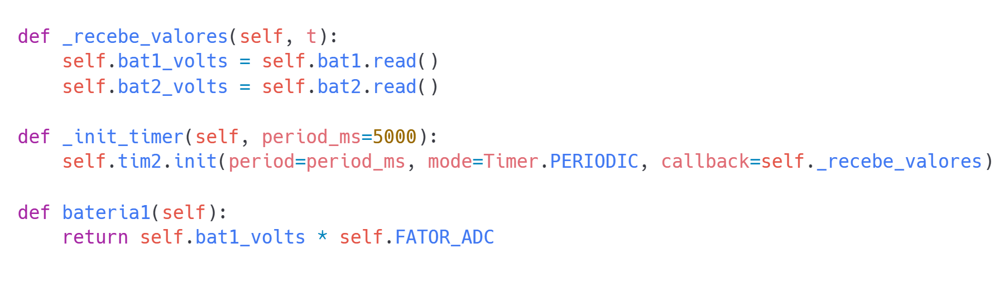 def _recebe_valores(self, t):
    self.bat1_volts = self.bat1.read()
    self.bat2_volts = self.bat2.read()

def _init_timer(self, period_ms=5000):
    self.tim2.init(period=period_ms, mode=Timer.PERIODIC, callback=self._recebe_valores)

def bateria1(self):
    return self.bat1_volts * self.FATOR_ADC